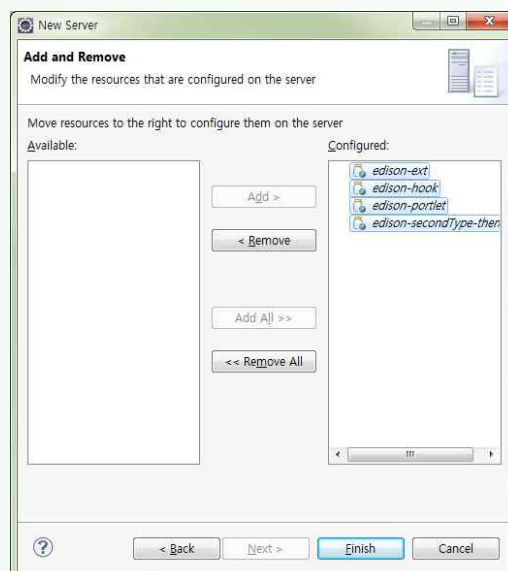 New Server
Add and Remove
Modify the resources that are configured on the server
Move resources to the right to configure them on the server
Available:
Configured:
edison-ext
edison-hook
edison-portlet
edison-secondType-then
Add >
< Remove
Add All >>
<< Remove All
< Back
Next >
Finish
Cancel